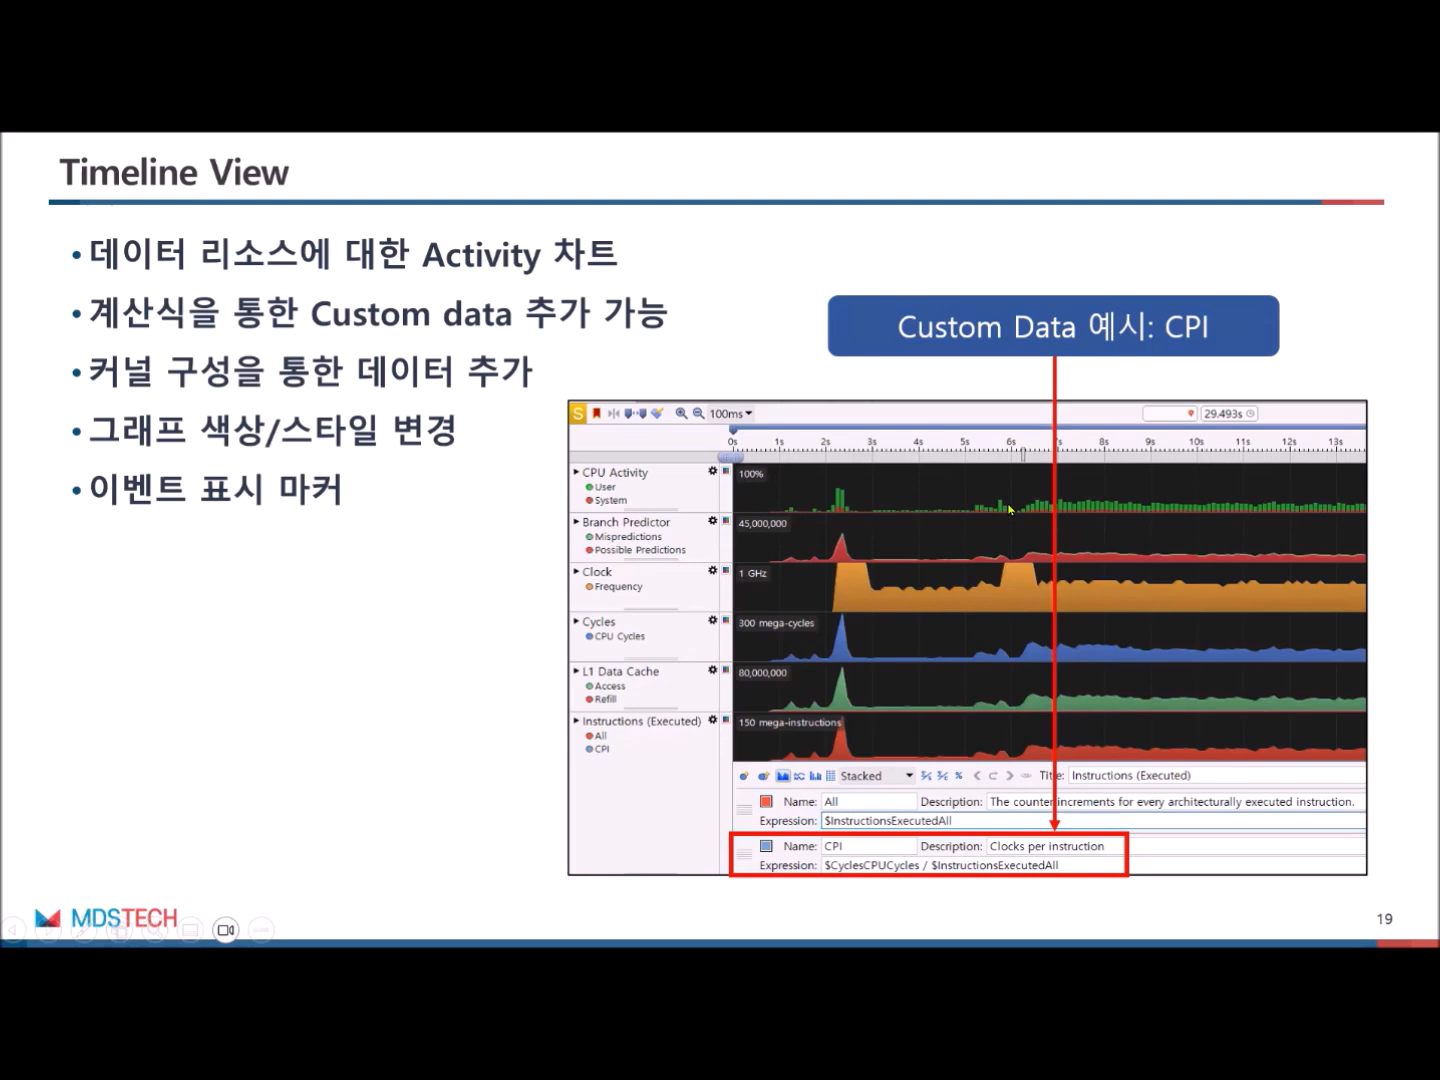 Timeline View
• 데이터 리소스에 대한 Activity 차트
• 계산식을 통한 Custom data 추가 가능
• 커널 구성을 통한 데이터 추가
• 그래프 색상/스타일 변경
• 이벤트 표시 마커
Custom Data 예시: CPI
S 100ms 29.493s
0s 1s 2s 3s 4s 5s 6s 7s 8s 9s 10s 11s 12s 13s
CPU Activity 100%
User
System
Branch Predictor 45,000,000
Mispredictions
Possible Predictions
Clock 1 GHz
Frequency
Cycles 300 mega-cycles
CPU Cycles
L1 Data Cache 80,000,000
Access
Refill
Instructions (Executed) 150 mega-instructions
All
CPI
Stacked Instructions (Executed)
Name: All Description: The counter increments for every architecturally executed instruction.
Expression: $InstructionsExecutedAll
Name: CPI Description: Clocks per instruction
Expression: $CyclesCPUCycles / $InstructionsExecutedAll
MDSTECH
19